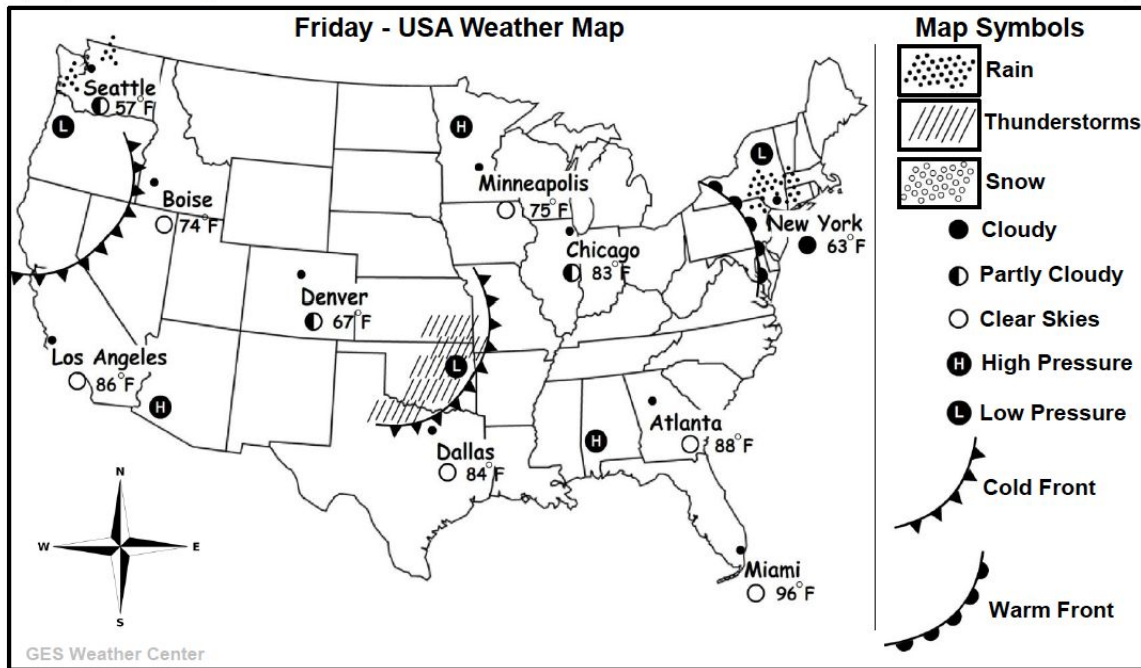 Friday - USA Weather Map
Seattle
57°F
L
Boise
74°F
H
Minneapolis
75°F
L
New York
63°F
Chicago
83°F
Denver
67°F
Los Angeles
86°F
H
L
Dallas
84°F
H
Atlanta
88°F
Miami
96°F
N
W
E
S
GES Weather Center
Map Symbols
Rain
Thunderstorms
Snow
Cloudy
Partly Cloudy
Clear Skies
H High Pressure
L Low Pressure
Cold Front
Warm Front